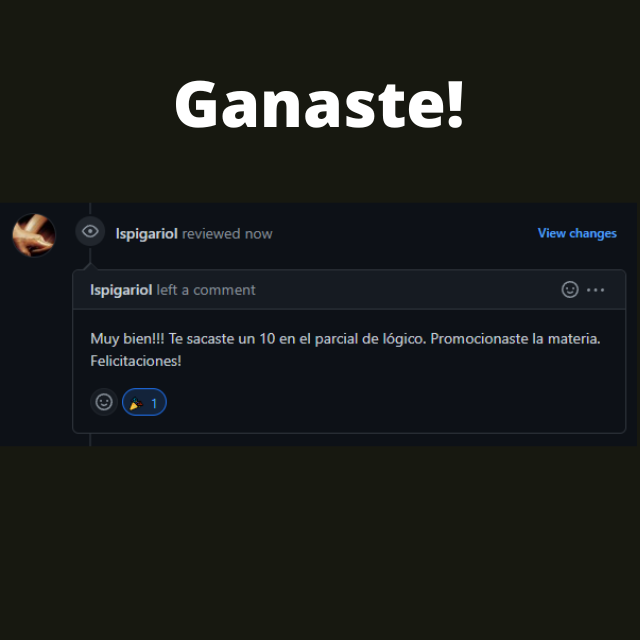 Ganaste!
lspigariol reviewed now
View changes
lspigariol left a comment
Muy bien!!! Te sacaste un 10 en el parcial de lógico. Promocionaste la materia.
Felicitaciones!
1